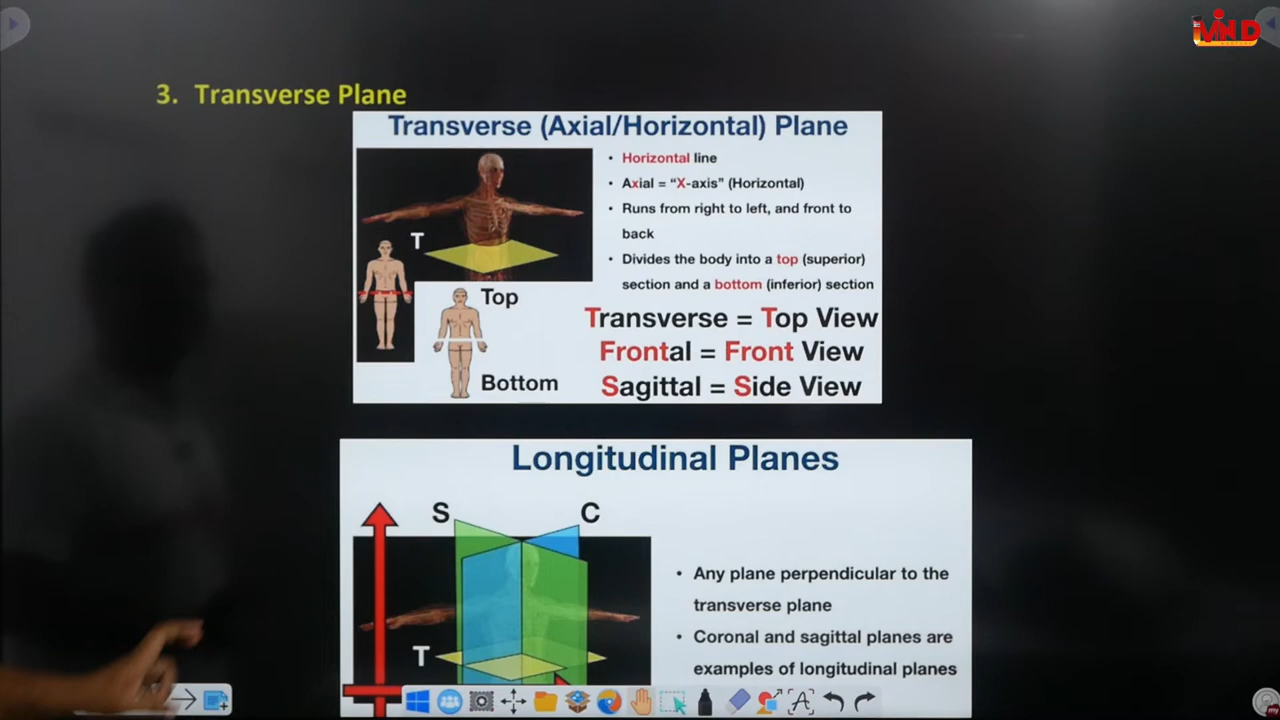 iMIND
3. Transverse Plane
Transverse (Axial/Horizontal) Plane
• Horizontal line
• Axial = “X-axis” (Horizontal)
• Runs from right to left, and front to
back
• Divides the body into a top (superior)
section and a bottom (inferior) section
T
Top
Bottom
Transverse = Top View
Frontal = Front View
Sagittal = Side View
Longitudinal Planes
S
C
T
• Any plane perpendicular to the
transverse plane
• Coronal and sagittal planes are
examples of longitudinal planes